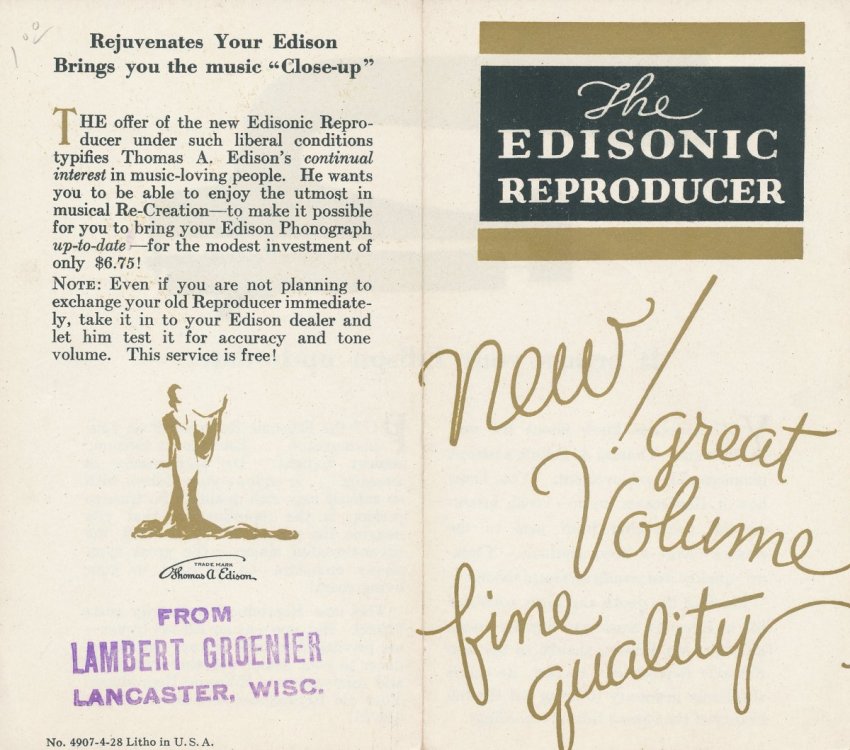 Rejuvenates Your Edison
Brings you the music “Close-up”
THE offer of the new Edisonic Repro-
ducer under such liberal conditions
typifies Thomas A. Edison’s continual
interest in music-loving people. He wants
you to be able to enjoy the utmost in
musical Re-Creation—to make it possible
for you to bring your Edison Phonograph
up-to-date—for the modest investment of
only $6.75!
NOTE: Even if you are not planning to
exchange your old Reproducer immediate-
ly, take it in to your Edison dealer and
let him test it for accuracy and tone
volume. This service is free!
TRADE MARK
Thomas A Edison
FROM
LAMBERT GROENIER
LANCASTER, WISC.
No. 4907-4-28 Litho in U. S. A.
The
EDISONIC
REPRODUCER
new!
great
Volume
fine
quality